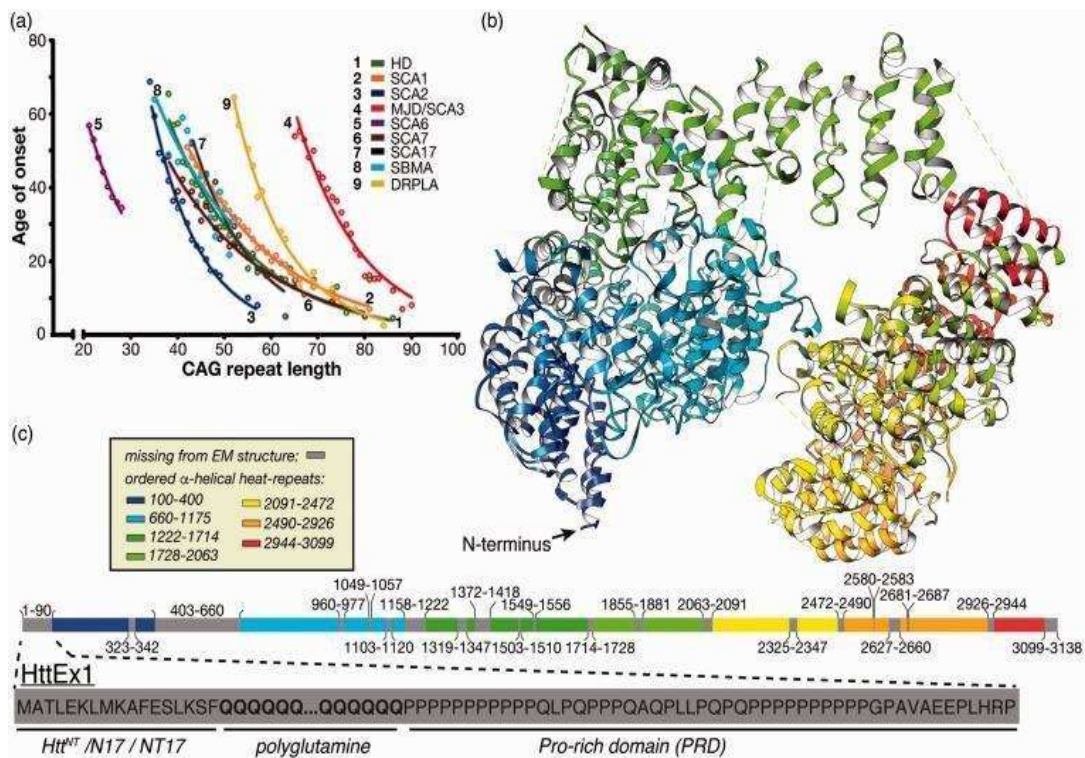 (a)
80
60
40
20
0
Age of onset
20 30 40 50 60 70 80 90 100
CAG repeat length
5
8
7
9
4
3
6
2
1
1 HD
2 SCA1
3 SCA2
4 MJD/SCA3
5 SCA6
6 SCA7
7 SCA17
8 SBMA
9 DRPLA
(b)
N-terminus
(c)
missing from EM structure:
ordered α-helical heat-repeats:
100-400
660-1175
1222-1714
1728-2063
2091-2472
2490-2926
2944-3099
1049-1057 1372-1418 2580-2583
1-90 403-660 960-977 1158-1222 1549-1556 1855-1881 2063-2091 2472-2490 2681-2687 2926-2944
323-342 1103-1120 1319-1347 1503-1510 1714-1728 2325-2347 2627-2660 3099-3138
HttEx1
MATLEKLMKAFESLKSFQQQQQQ...QQQQQQPPPPPPPPPPPQLPQPPPQAQPLLPQPQPPPPPPPPPPGPAVAEEPLHRP
Htt^NT /N17 / NT17 polyglutamine Pro-rich domain (PRD)